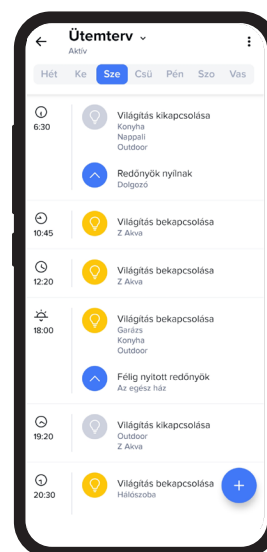 Ütemterv
Aktív
Hét Ke Sze Csü Pén Szo Vas
6:30
Világítás kikapcsolása
Konyha
Nappali
Outdoor
Redőnyök nyílnak
Dolgozó
10:45
Világítás bekapcsolása
Z Akva
12:20
Világítás bekapcsolása
Z Akva
18:00
Világítás bekapcsolása
Garázs
Konyha
Outdoor
Félig nyitott redőnyök
Az egész ház
19:20
Világítás kikapcsolása
Outdoor
Z Akva
20:30
Világítás bekapcsolása
Hálószoba